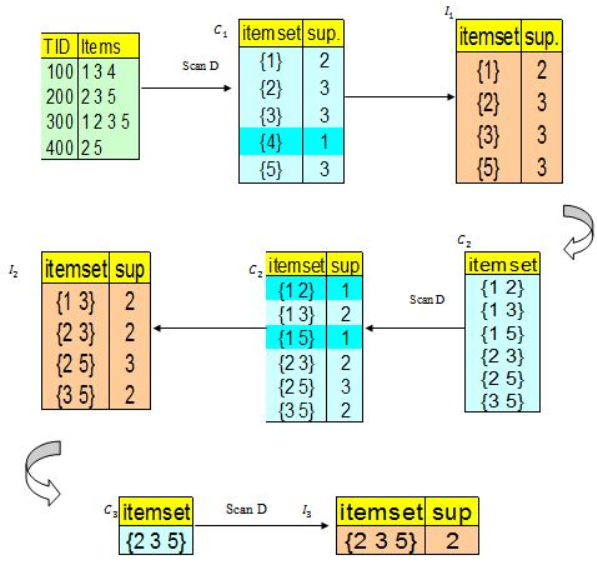 TID Items
100 1 3 4
200 2 3 5
300 1 2 3 5
400 2 5
Scan D
C1 itemset sup.
{1} 2
{2} 3
{3} 3
{4} 1
{5} 3
I1
itemset sup.
{1} 2
{2} 3
{3} 3
{5} 3
I2
itemset sup
{1 3} 2
{2 3} 2
{2 5} 3
{3 5} 2
C2 itemset sup
{1 2} 1
{1 3} 2
{1 5} 1
{2 3} 2
{2 5} 3
{3 5} 2
Scan D
C2
itemset
{1 2}
{1 3}
{1 5}
{2 3}
{2 5}
{3 5}
C3 itemset
{2 3 5}
Scan D
I3 itemset sup
{2 3 5} 2